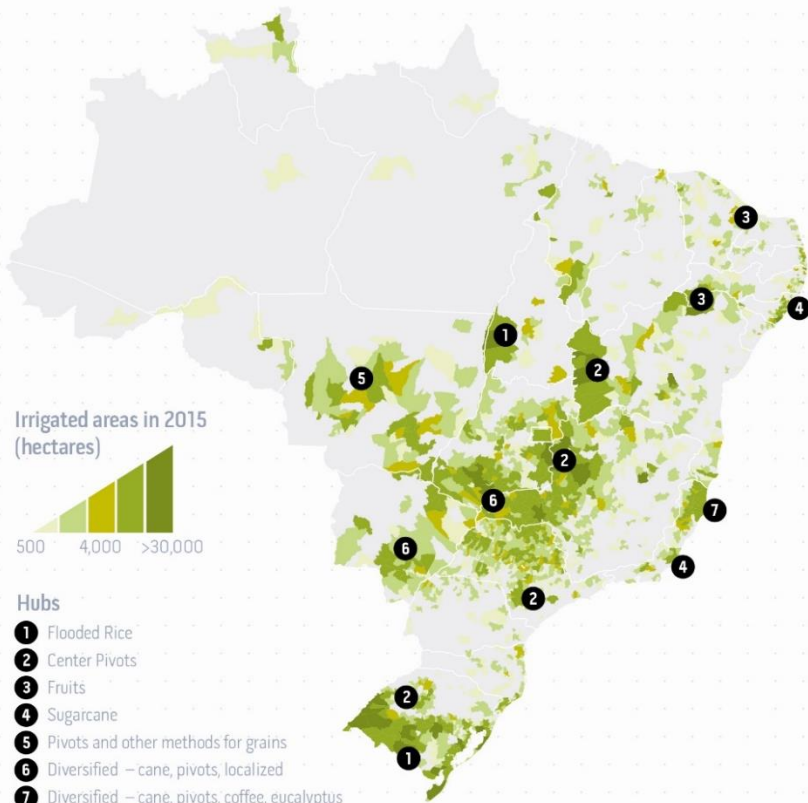 3
3
4
1
5
2
Irrigated areas in 2015
(hectares)
2
6
7
500 4,000 >30,000
6
4
2
Hubs
1 Flooded Rice
2 Center Pivots
3 Fruits
2
4 Sugarcane
5 Pivots and other methods for grains
1
6 Diversified – cane, pivots, localized
7 Diversified – cane, pivots, coffee, eucalyptus